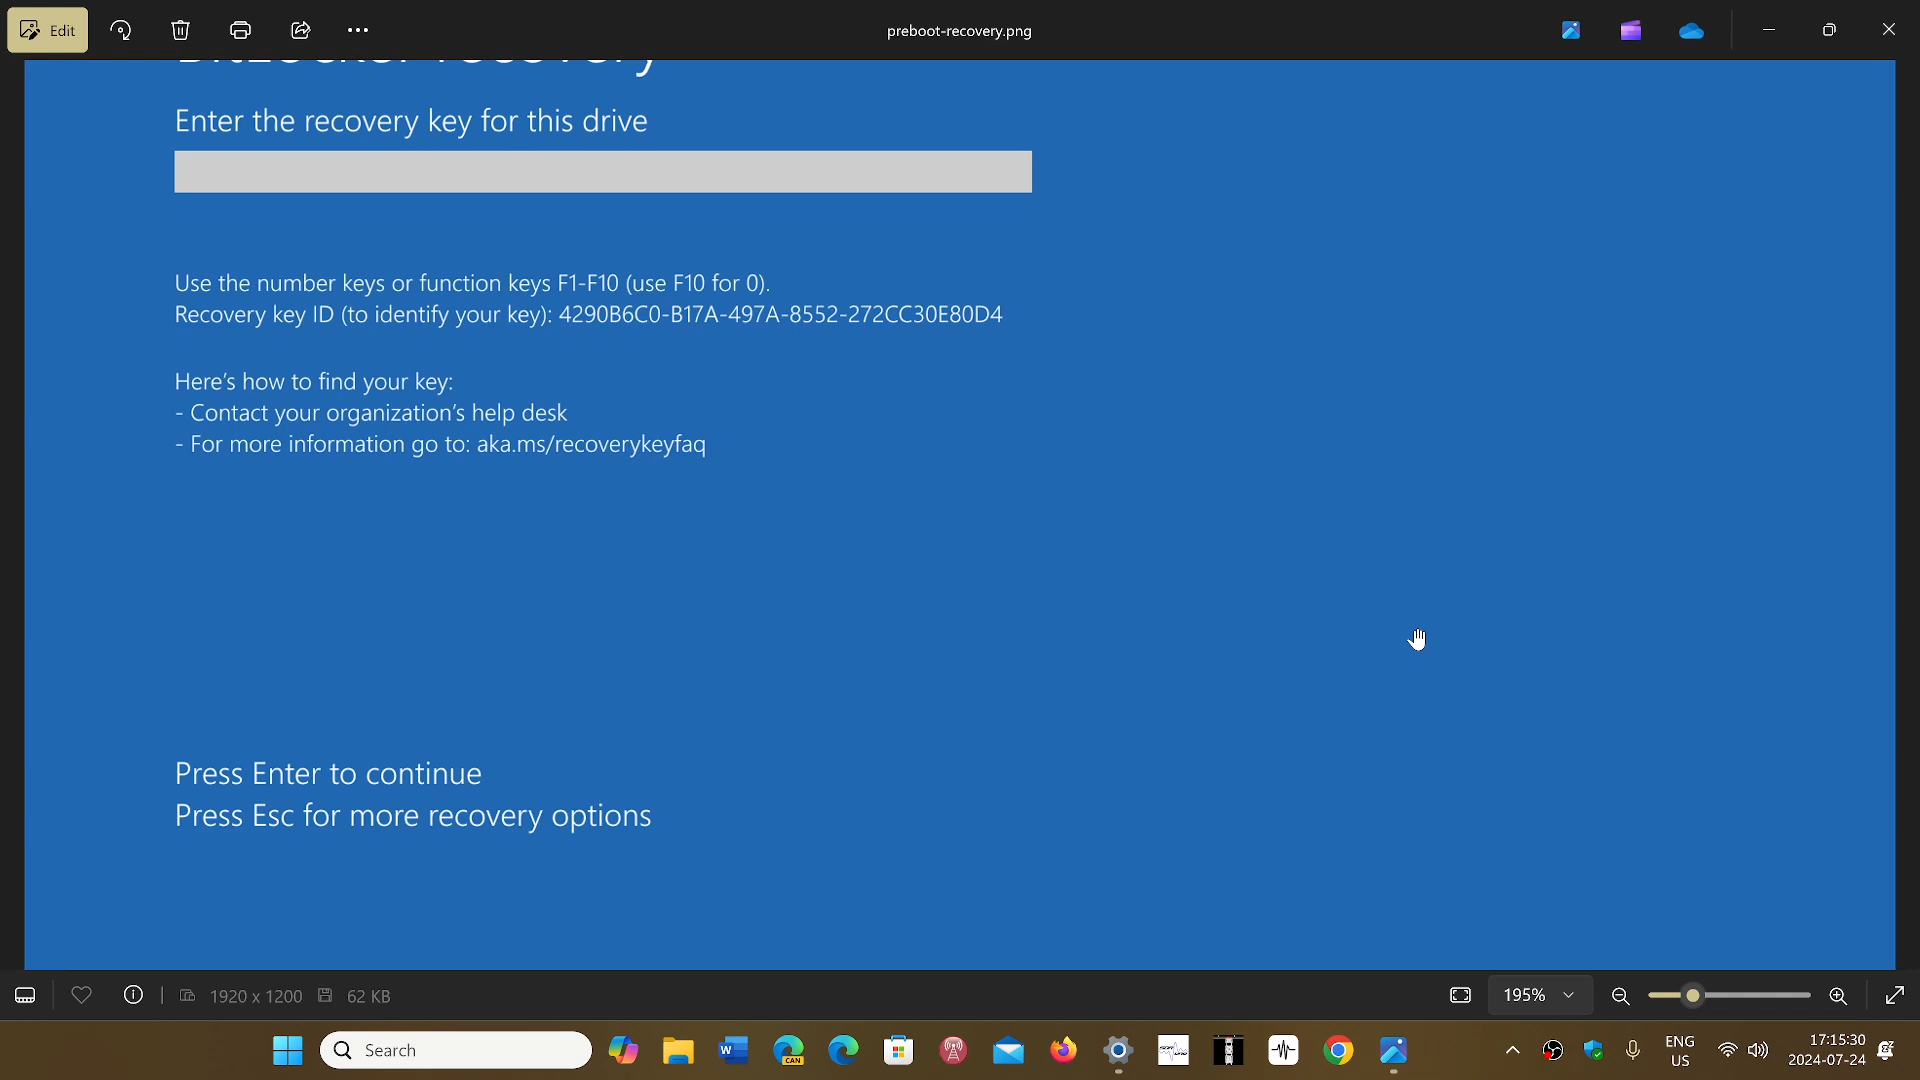 Edit
preboot-recovery.png
BitLocker recovery
Enter the recovery key for this drive
Use the number keys or function keys F1-F10 (use F10 for 0).
Recovery key ID (to identify your key): 4290B6C0-B17A-497A-8552-272CC30E80D4
Here's how to find your key:
- Contact your organization's help desk
- For more information go to: aka.ms/recoverykeyfaq
Press Enter to continue
Press Esc for more recovery options
1920 x 1200 62 KB
195%
Search
W
CAN
ENG
US
17:15:30
2024-07-24